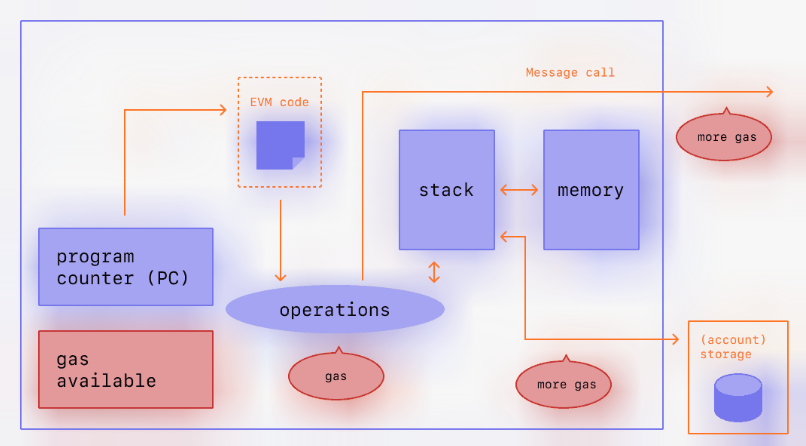 Message call
EVM code
more gas
stack
memory
program
counter (PC)
operations
(account)
storage
gas
available
gas
more gas